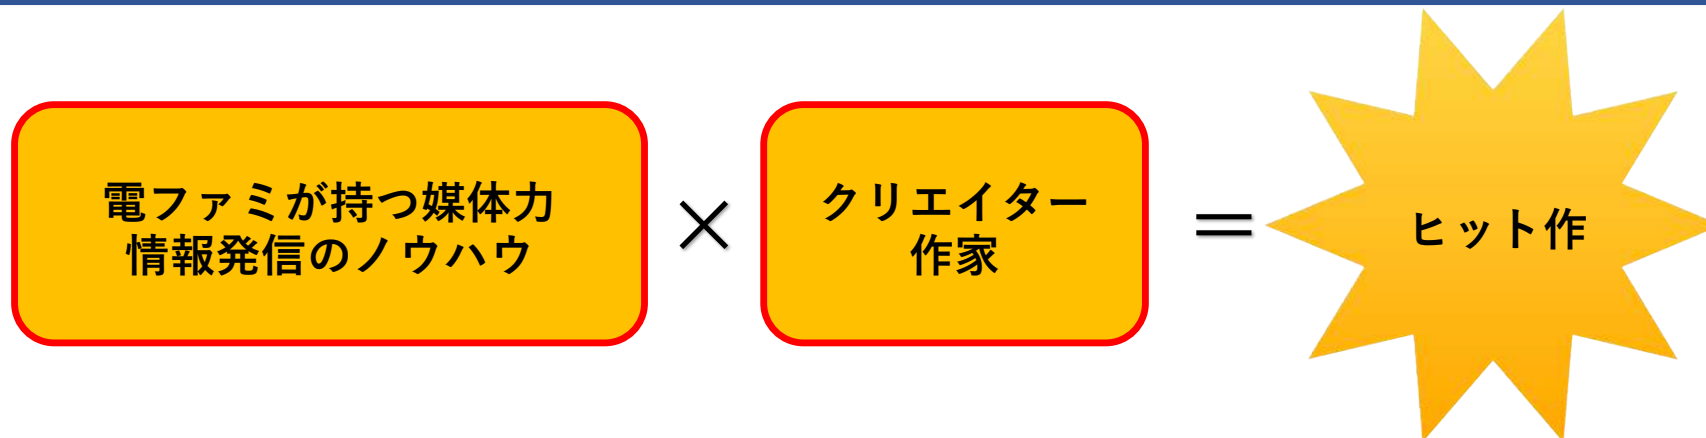 電ファミが持つ媒体力
情報発信のノウハウ
×
クリエイター
作家
＝
ヒット作